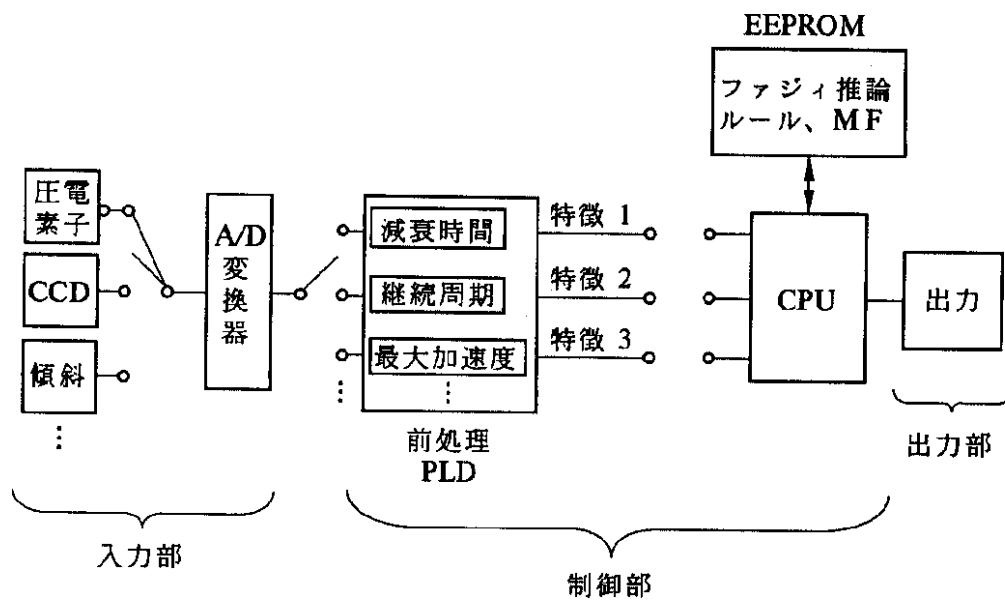 EEPROM
ファジィ推論
ルール、MF
圧電
素子
CCD
傾斜
⋮
A/D
変換
器
減衰時間
継続周期
最大加速度
⋮
⋮
前処理
PLD
特徴 1
特徴 2
特徴 3
CPU
出力
入力部
制御部
出力部